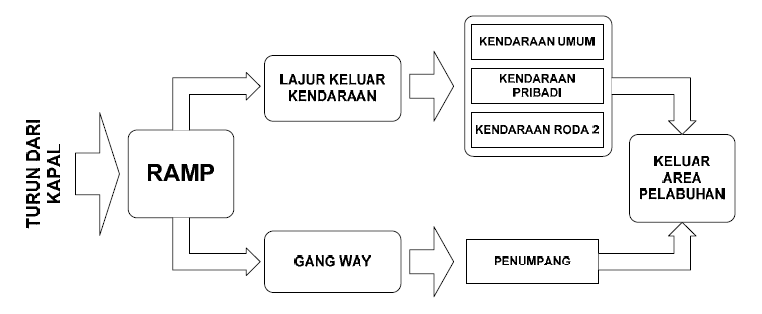 TURUN DARI
KAPAL
RAMP
LAJUR KELUAR
KENDARAAN
KENDARAAN UMUM
KENDARAAN
PRIBADI
KENDARAAN RODA 2
GANG WAY
PENUMPANG
KELUAR
AREA
PELABUHAN